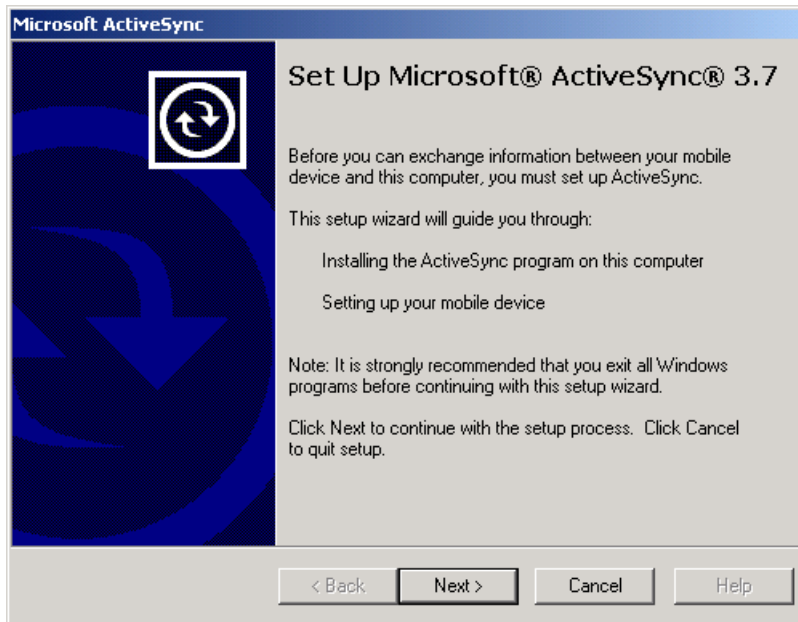 Microsoft ActiveSync
Set Up Microsoft® ActiveSync® 3.7
Before you can exchange information between your mobile
device and this computer, you must set up ActiveSync.
This setup wizard will guide you through:
Installing the ActiveSync program on this computer
Setting up your mobile device
Note: It is strongly recommended that you exit all Windows
programs before continuing with this setup wizard.
Click Next to continue with the setup process.  Click Cancel
to quit setup.
< Back Next > Cancel Help